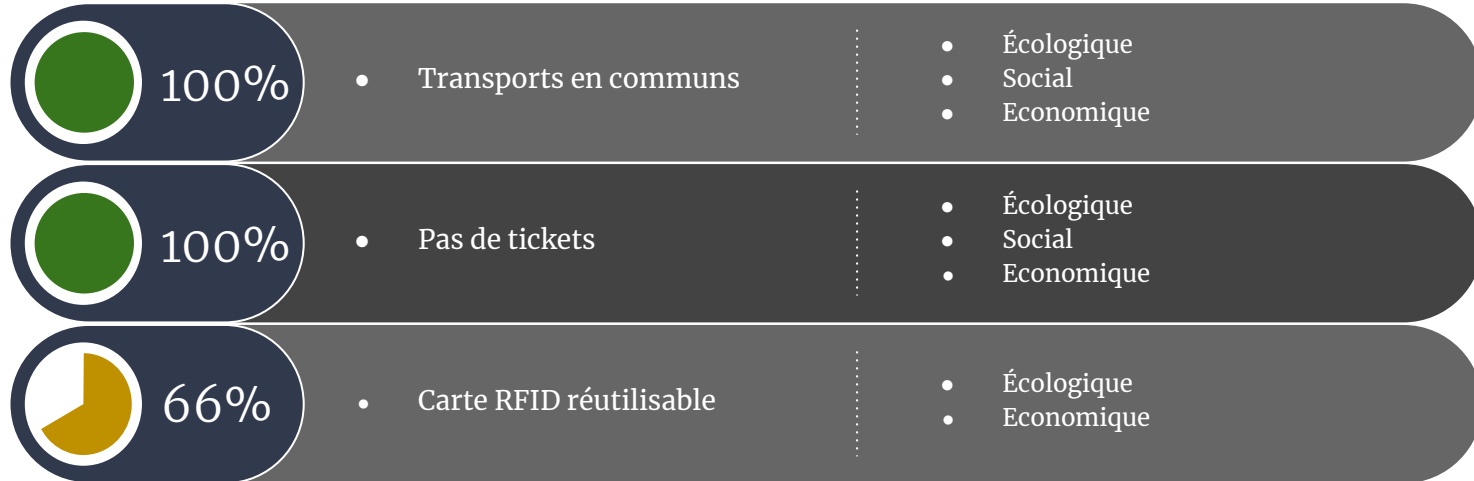 100%
● Transports en communs
● Écologique
● Social
● Economique
100%
● Pas de tickets
● Écologique
● Social
● Economique
66%
● Carte RFID réutilisable
● Écologique
● Economique